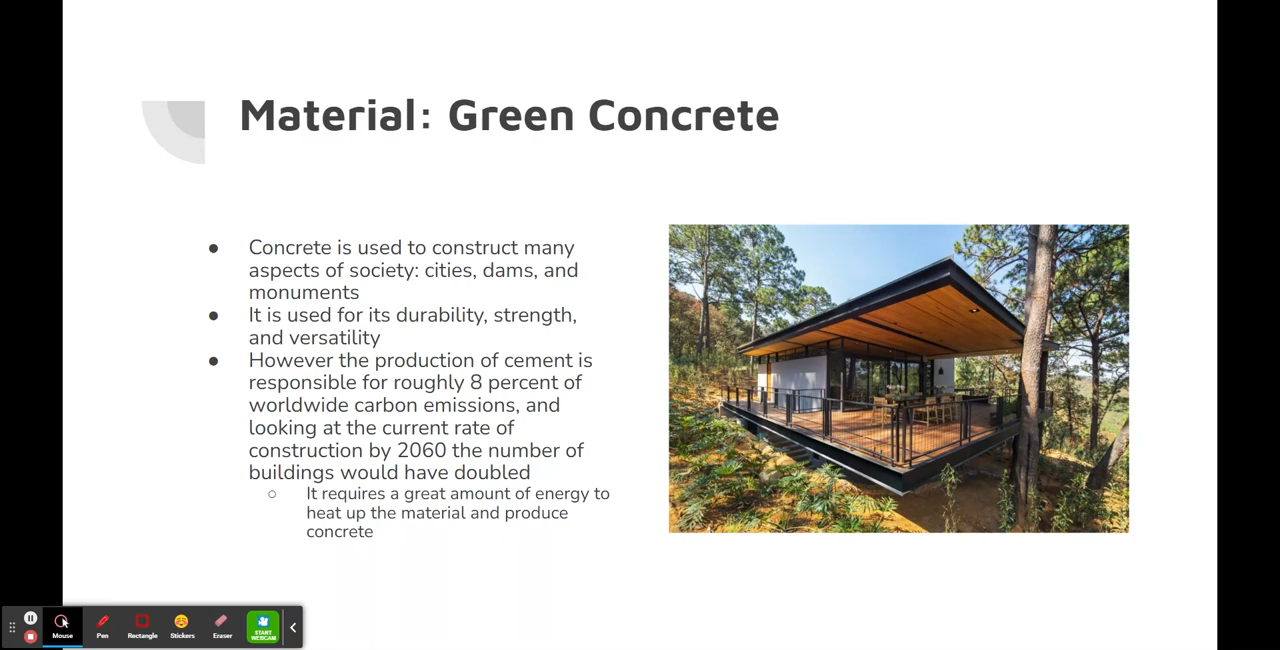 Material: Green Concrete
● Concrete is used to construct many
aspects of society: cities, dams, and
monuments
● It is used for its durability, strength,
and versatility
● However the production of cement is
responsible for roughly 8 percent of
worldwide carbon emissions, and
looking at the current rate of
construction by 2060 the number of
buildings would have doubled
○ It requires a great amount of energy to
heat up the material and produce
concrete
Mouse
Pen
Rectangle
Stickers
Eraser
START
WEBCAM